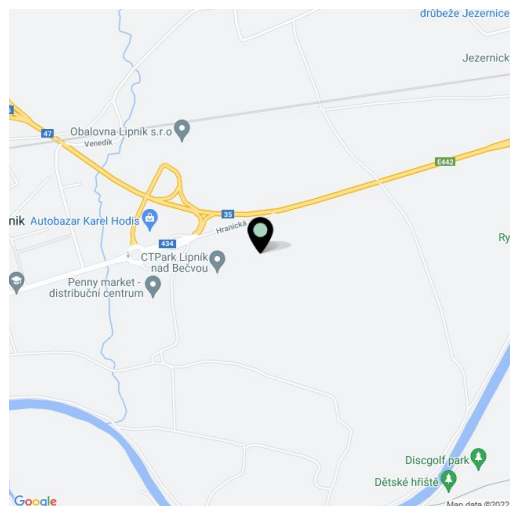 drůbeže Jezernice
Jezernick
Obalovna Lipník s.r.o
47
Venedik
E442
35
Hranická
nik
Autobazar Karel Hodis
434
Ry
CTPark Lipník
nad Bečvou
Penny market -
distribuční centrum
Discgolf park
Dětské hřiště
Google
Map data ©2022